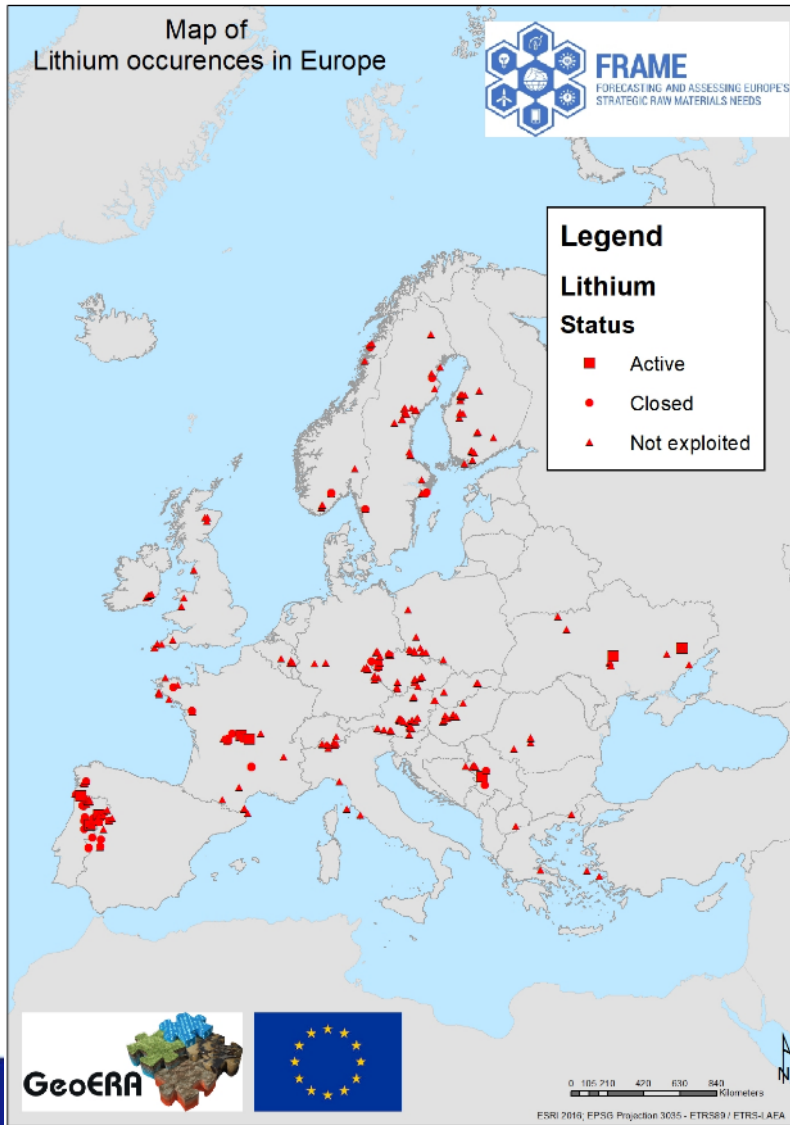 Map of
Lithium occurences in Europe
FRAME
FORECASTING AND ASSESSING EUROPE'S
STRATEGIC RAW MATERIALS NEEDS
Legend
Lithium
Status
Active
Closed
Not exploited
GeoERA
N
0 105 210 420 630 840
Kilometers
ESRI 2016; EPSG Projection 3035 - ETRS89 / ETRS-LAEA